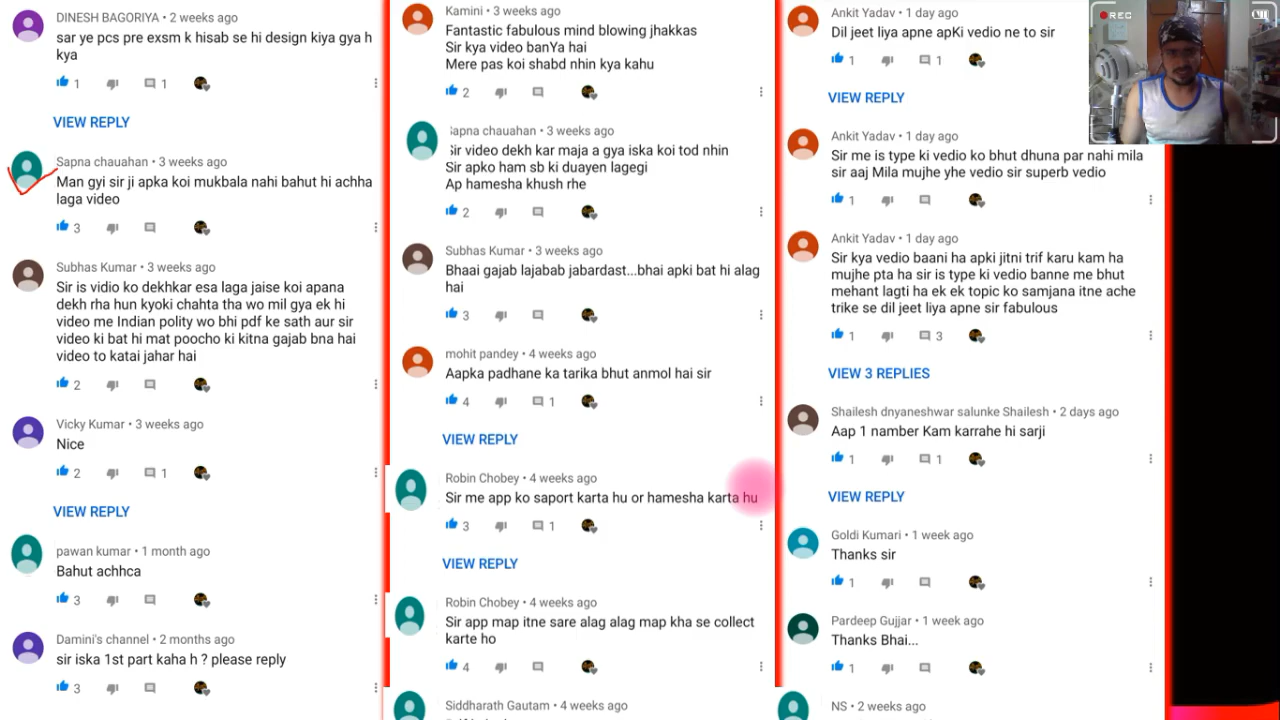 DINESH BAGORIYA • 2 weeks ago
sar ye pcs pre exsm k hisab se hi design kiya gya h
kya
1
1
VIEW REPLY
Sapna chauahan • 3 weeks ago
Man gyi sir ji apka koi mukbala nahi bahut hi achha
laga video
3
Subhas Kumar • 3 weeks ago
Sir is vidio ko dekhkar esa laga jaise koi apana
dekh rha hun kyoki chahta tha wo mil gya ek hi
video me Indian polity wo bhi pdf ke sath aur sir
video ki bat hi mat poocho ki kitna gajab bna hai
video to katai jahar hai
2
Vicky Kumar • 3 weeks ago
Nice
2
1
VIEW REPLY
pawan kumar • 1 month ago
Bahut achhca
3
Damini's channel • 2 months ago
sir iska 1st part kaha h ? please reply
3
Kamini • 3 weeks ago
Fantastic fabulous mind blowing jhakkas
Sir kya video banYa hai
Mere pas koi shabd nhin kya kahu
2
apna chauahan • 3 weeks ago
Sir video dekh kar maja a gya iska koi tod nhin
Sir apko ham sb ki duayen lagegi
Ap hamesha khush rhe
2
Subhas Kumar • 3 weeks ago
Bhaai gajab lajabab jabardast...bhai apki bat hi alag
hai
3
mohit pandey • 4 weeks ago
Aapka padhane ka tarika bhut anmol hai sir
4
1
VIEW REPLY
Robin Chobey • 4 weeks ago
Sir me app ko saport karta hu or hamesha karta hu
3
1
VIEW REPLY
Robin Chobey • 4 weeks ago
Sir app map itne sare alag alag map kha se collect
karte ho
4
Siddharath Gautam • 4 weeks ago
Ankit Yadav • 1 day ago
Dil jeet liya apne apKi vedio ne to sir
1
1
VIEW REPLY
Ankit Yadav • 1 day ago
Sir me is type ki vedio ko bhut dhuna par nahi mila
sir aaj Mila mujhe yhe vedio sir superb vedio
1
Ankit Yadav • 1 day ago
Sir kya vedio baani ha apki jitni trif karu kam ha
mujhe pta ha sir is type ki vedio banne me bhut
mehant lagti ha ek ek topic ko samjana itne ache
trike se dil jeet liya apne sir fabulous
1
3
VIEW 3 REPLIES
Shailesh dnyaneshwar salunke Shailesh • 2 days ago
Aap 1 namber Kam karrahe hi sarji
1
1
VIEW REPLY
Goldi Kumari • 1 week ago
Thanks sir
1
Pardeep Gujjar • 1 week ago
Thanks Bhai...
1
NS • 2 weeks ago
REC